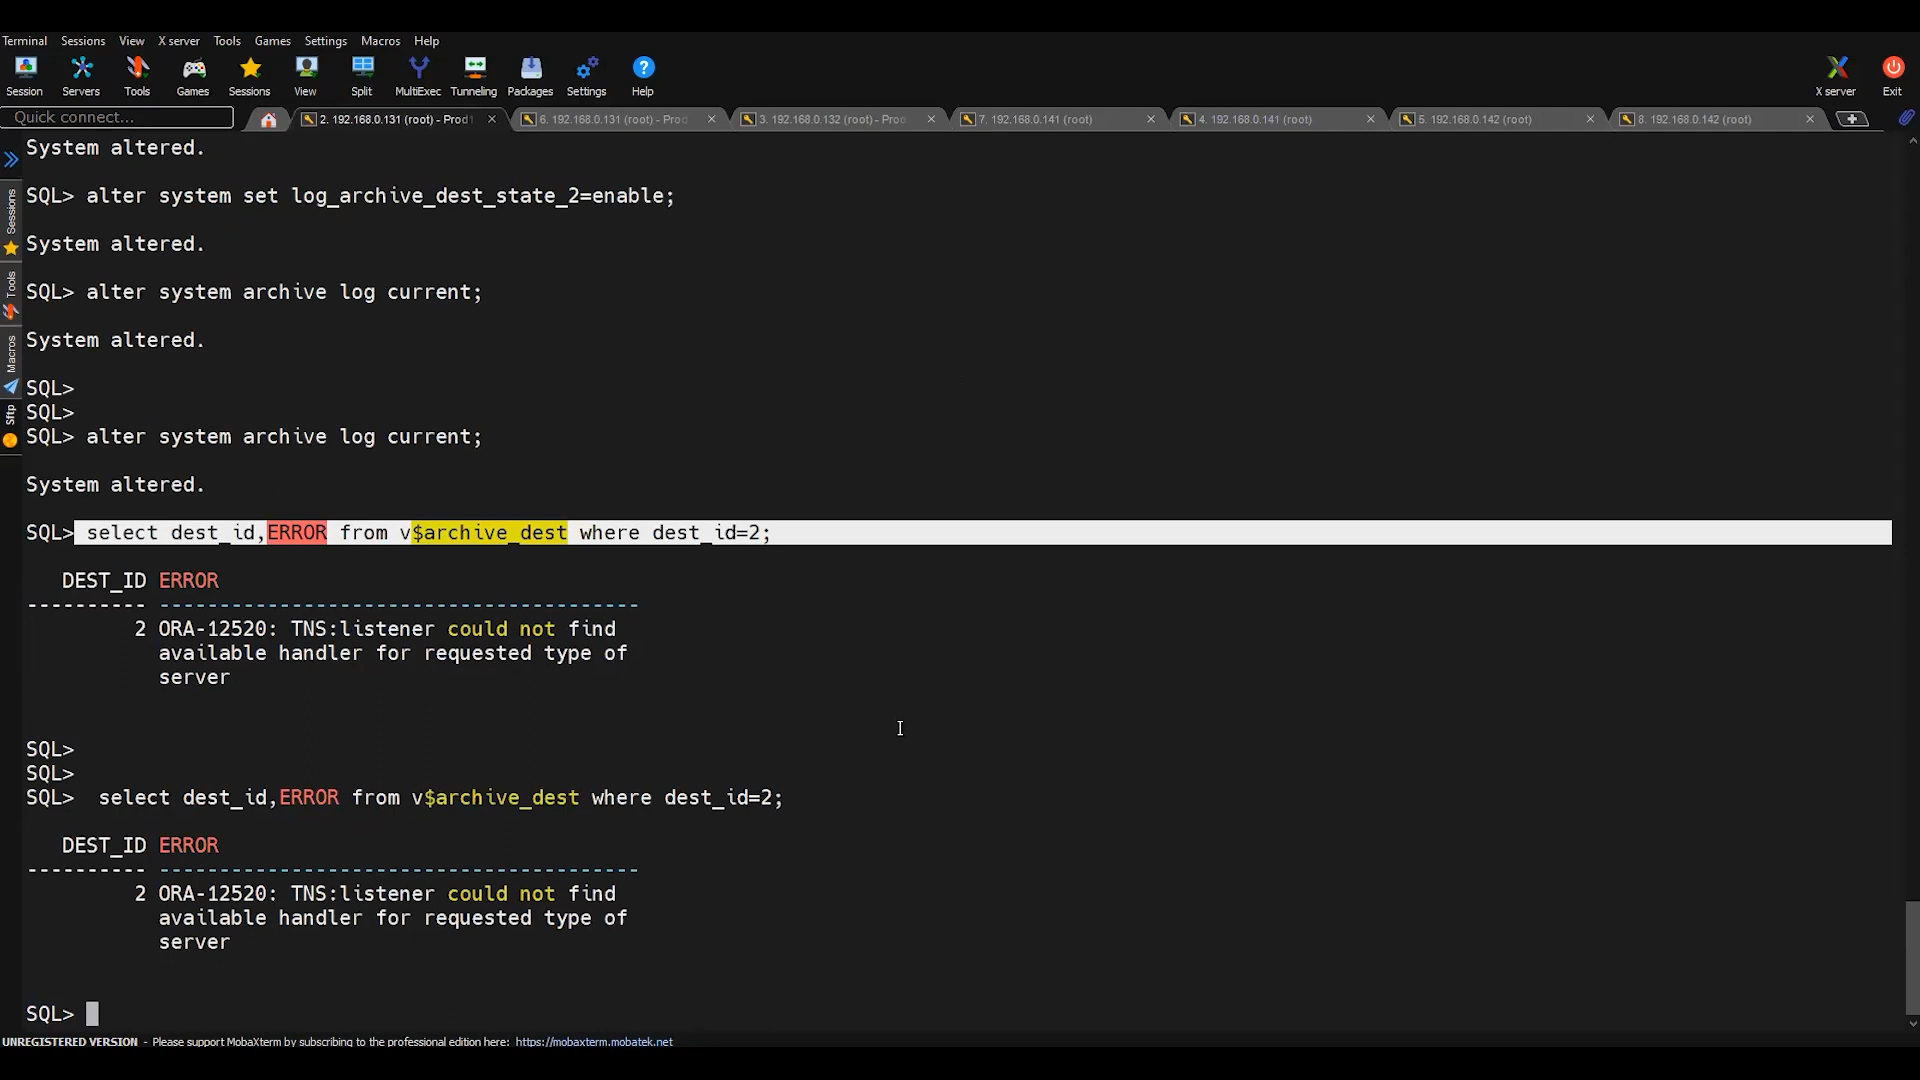 Terminal Sessions View X server Tools Games Settings Macros Help
Session Servers Tools Games Sessions View Split MultiExec Tunneling Packages Settings Help X server Exit
Quick connect... 2. 192.168.0.131 (root) - Prod1 6. 192.168.0.131 (root) - Prod 3. 192.168.0.132 (root) - Prod 7. 192.168.0.141 (root) 4. 192.168.0.141 (root) 5. 192.168.0.142 (root) 8. 192.168.0.142 (root)
Sessions
Tools
Macros
Sftp
System altered.
SQL> alter system set log_archive_dest_state_2=enable;
System altered.
SQL> alter system archive log current;
System altered.
SQL>
SQL>
SQL> alter system archive log current;
System altered.
SQL> select dest_id,ERROR from v$archive_dest where dest_id=2;
DEST_ID ERROR
---------- ----------------------------------------
2 ORA-12520: TNS:listener could not find
available handler for requested type of
server
SQL>
SQL>
SQL>  select dest_id,ERROR from v$archive_dest where dest_id=2;
DEST_ID ERROR
---------- ----------------------------------------
2 ORA-12520: TNS:listener could not find
available handler for requested type of
server
SQL>
UNREGISTERED VERSION - Please support MobaXterm by subscribing to the professional edition here: https://mobaxterm.mobatek.net